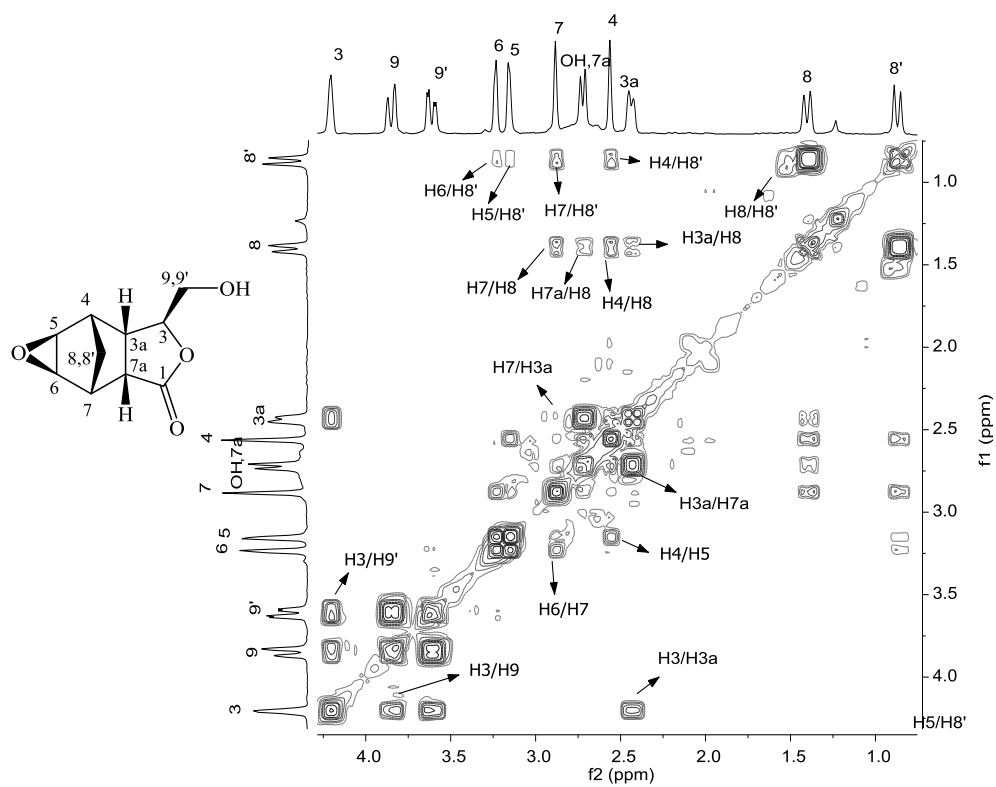 3
9
9'
6
5
7
OH,7a
4
3a
8
8'
8'
8
3a
4
OH,7a
7
6 5
9'
9
3
H6/H8'
H5/H8'
H7/H8'
H4/H8'
H8/H8'
H3a/H8
H7/H8
H7a/H8
H4/H8
H7/H3a
H3a/H7a
H4/H5
H6/H7
H3/H9'
H3/H9
H3/H3a
H5/H8'
9,9'
OH
H
4
3
5
3a
O
8,8'
7a
O
6
1
7
H
O
1.0
1.5
2.0
2.5
3.0
3.5
4.0
f1 (ppm)
4.0 3.5 3.0 2.5 2.0 1.5 1.0
f2 (ppm)